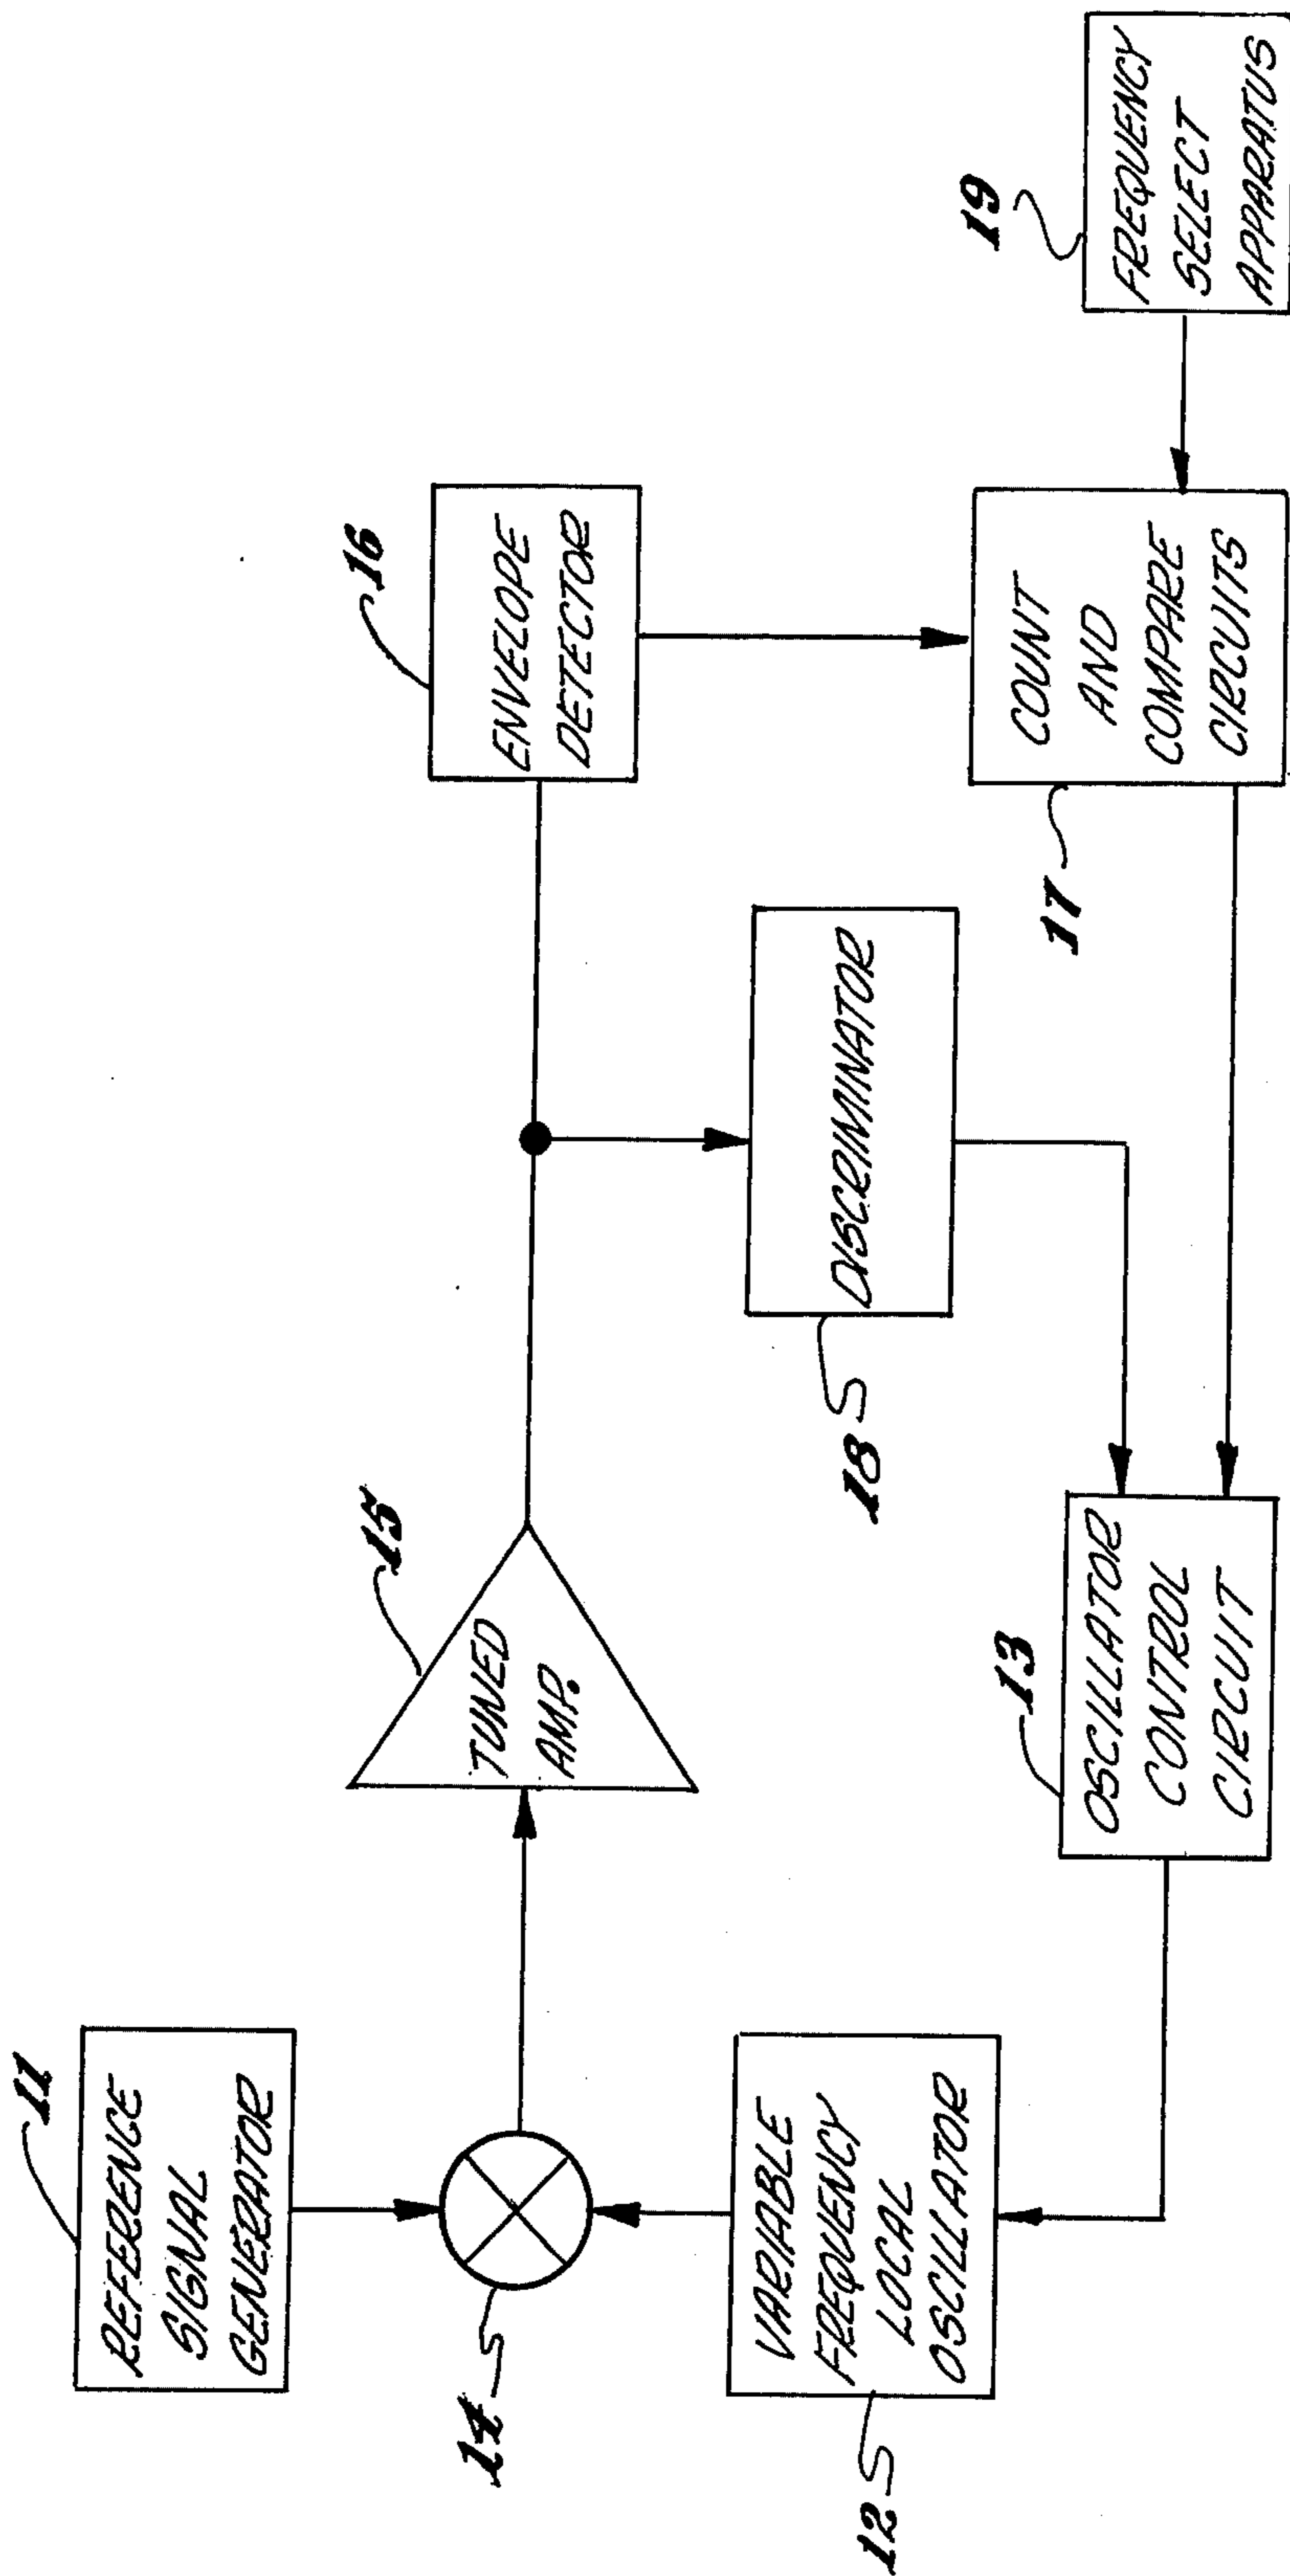 11
REFERENCE
SIGNAL
GENERATOR
14
12
VARIABLE
FREQUENCY
LOCAL
OSCILLATOR
15
TUNED
AMP.
13
OSCILLATOR
CONTROL
CIRCUIT
18
DISCRIMINATOR
16
ENVELOPE
DETECTOR
17
COUNT
AND
COMPARE
CIRCUITS
19
FREQUENCY
SELECT
APPARATUS